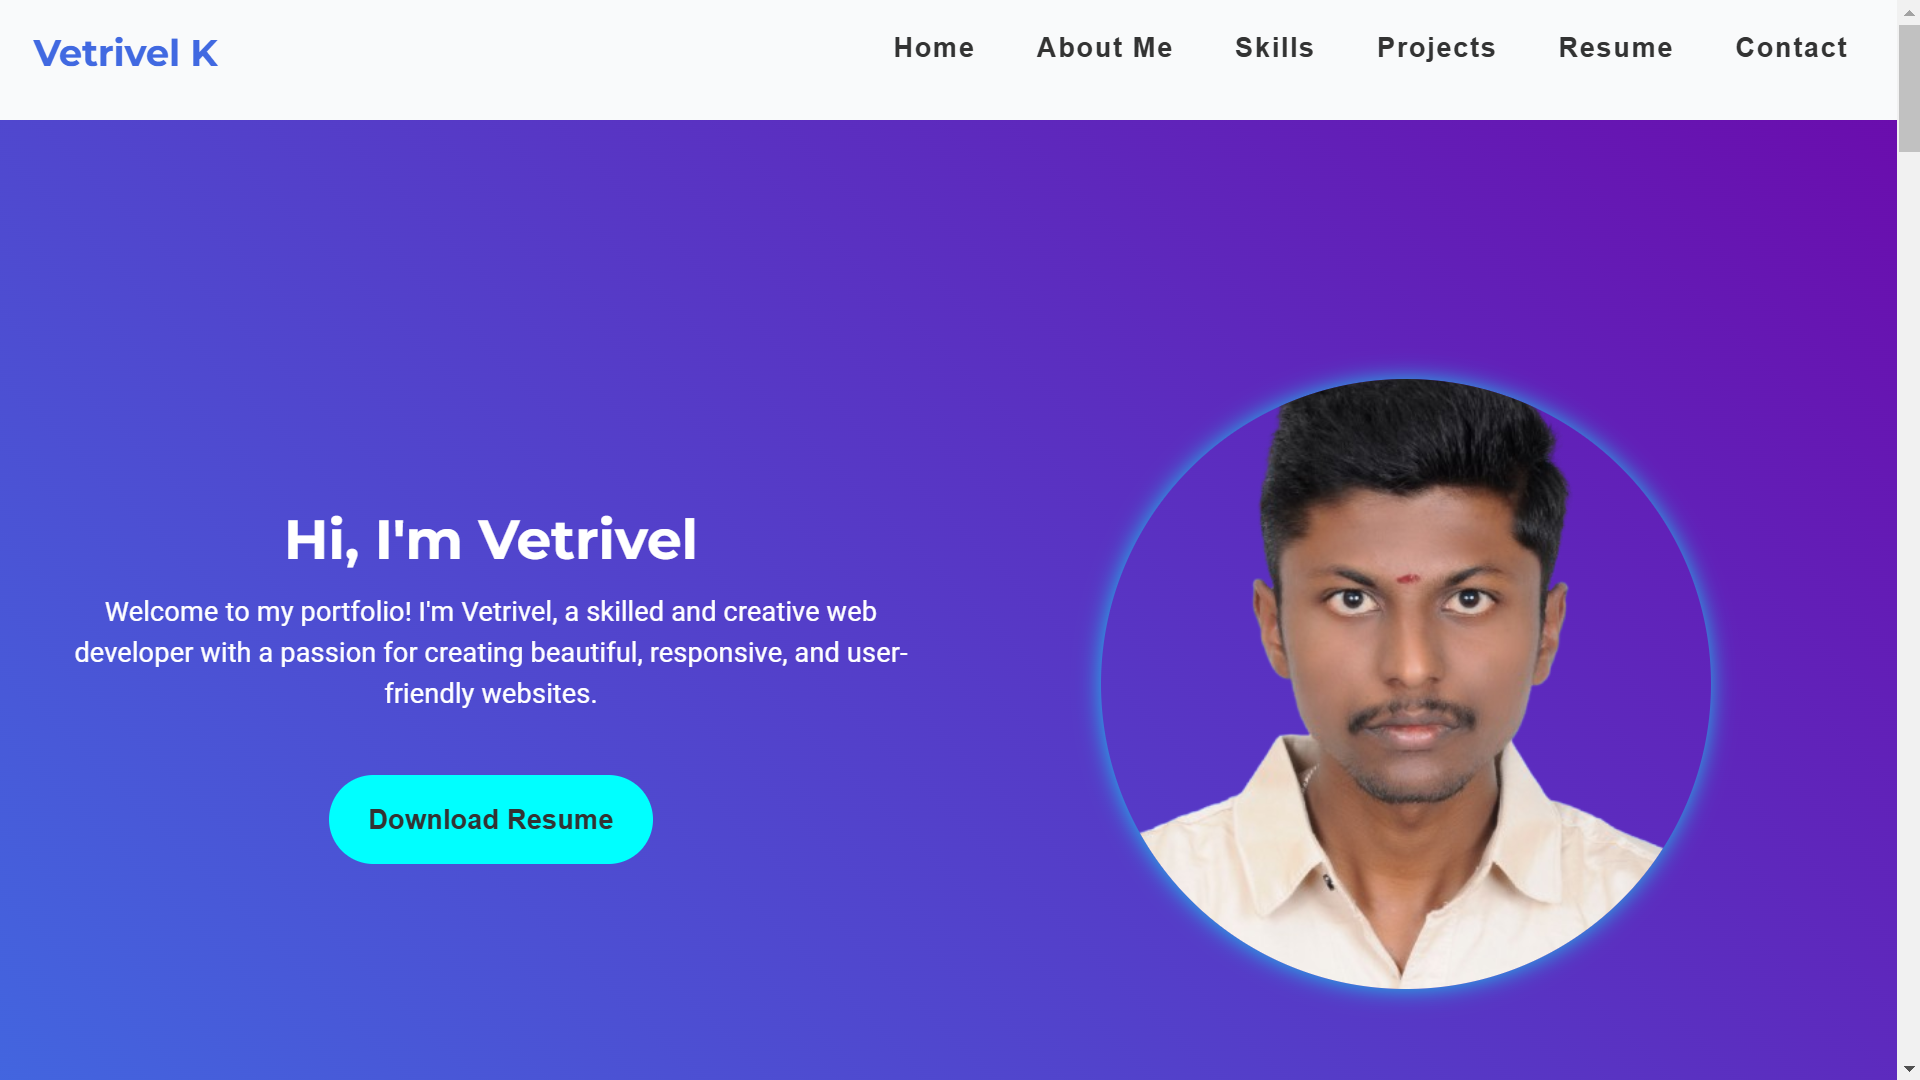 Vetrivel K
Home
About Me
Skills
Projects
Resume
Contact
Hi, I'm Vetrivel
Welcome to my portfolio! I'm Vetrivel, a skilled and creative web
developer with a passion for creating beautiful, responsive, and user-
friendly websites.
Download Resume